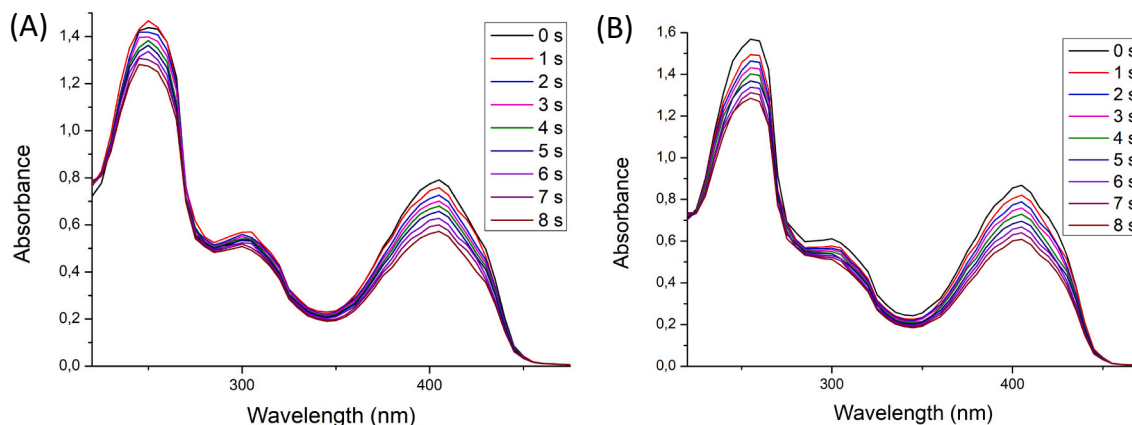 (A)
1,4
1,2
1,0
0,8
0,6
0,4
0,2
0,0
Absorbance
300
400
Wavelength (nm)
0 s
1 s
2 s
3 s
4 s
5 s
6 s
7 s
8 s
(B)
1,6
1,4
1,2
1,0
0,8
0,6
0,4
0,2
0,0
Absorbance
300
400
Wavelength (nm)
0 s
1 s
2 s
3 s
4 s
5 s
6 s
7 s
8 s